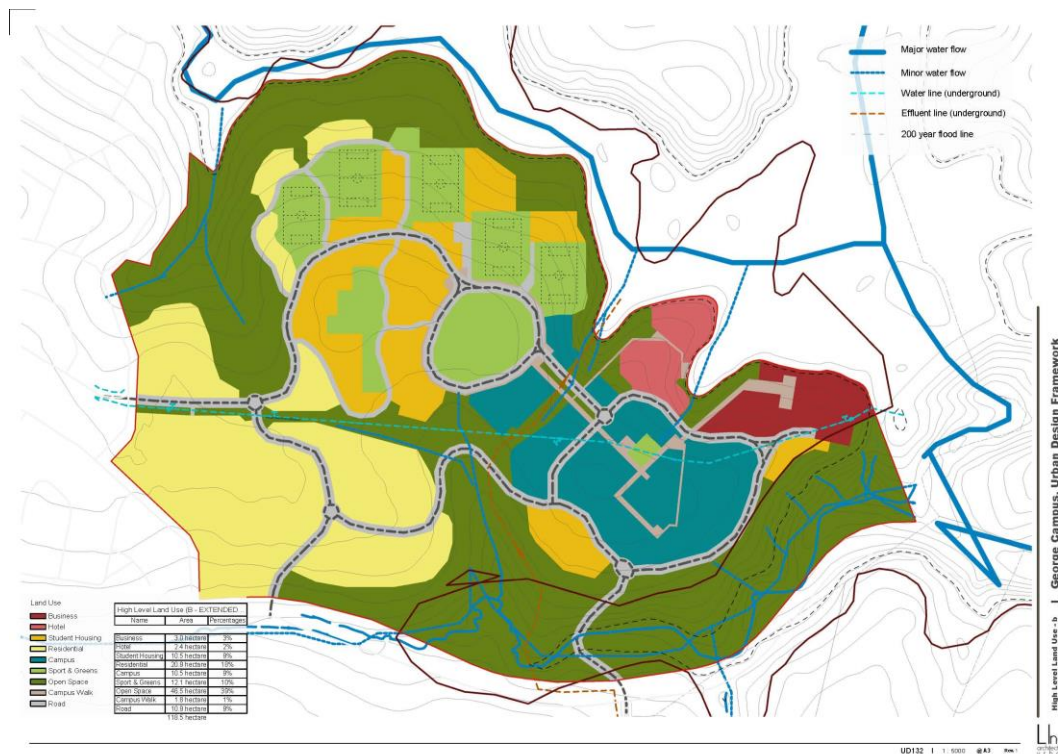 Major water flow
Minor water flow
Water line (underground)
Effluent line (underground)
200 year flood line
Land Use
Business
Hotel
Student Housing
Residential
Campus
Sport & Greens
Open Space
Campus Walk
Road
High Level Land Use (B - EXTENDED
Name Area Percentages
Business 3.0 hectare 3%
Hotel 2.4 hectare 2%
Student Housing 10.5 hectare 9%
Residential 20.9 hectare 18%
Campus 10.5 hectare 9%
Sport & Greens 12.1 hectare 10%
Open Space 46.5 hectare 39%
Campus Walk 1.8 hectare 1%
Road 10.9 hectare 9%
118.5 hectare
High Level Land Use - b | George Campus, Urban Design Framework
UD132 | 1 : 5000 @A3